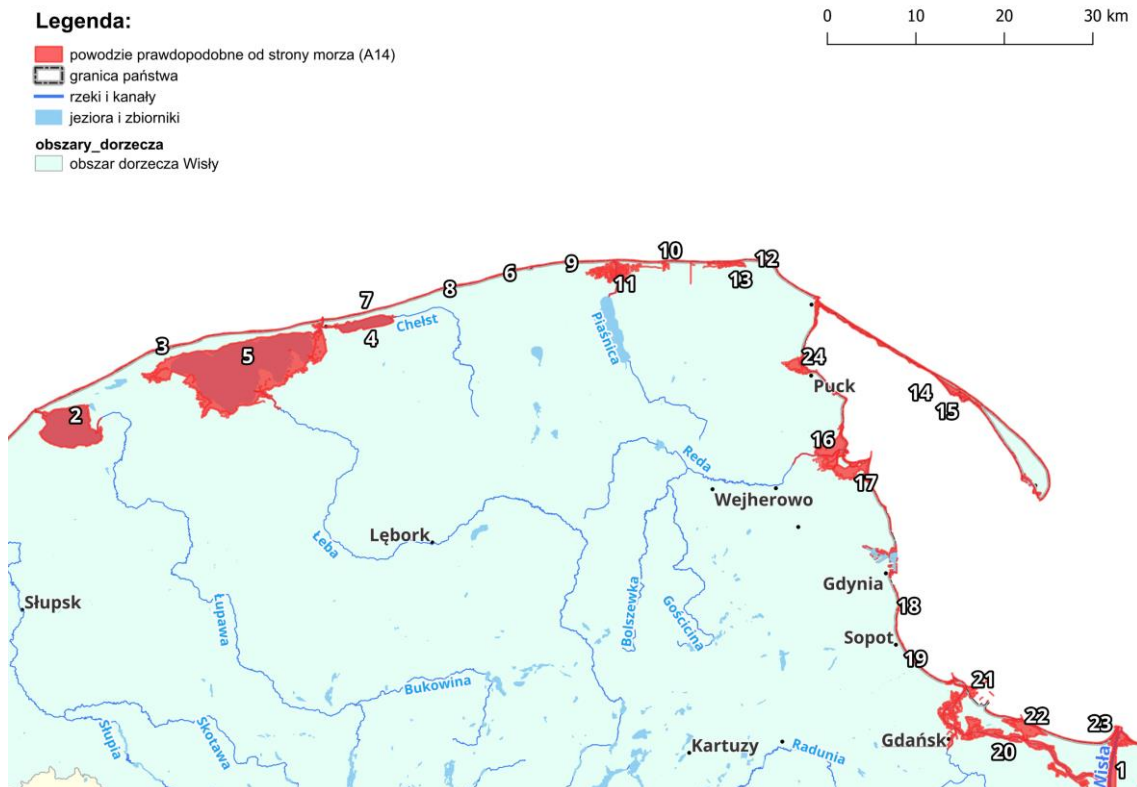 Legenda:
powodzie prawdopodobne od strony morza (A14)
granica państwa
rzeki i kanały
jeziora i zbiorniki
obszary_dorzecza
obszar dorzecza Wisły
0 10 20 30 km
10
12
9
6
13
8
11
7
3
4
Chełst
5
Piaśnica
24
Puck
14
15
2
16
Reda
17
Wejherowo
Lębork
Łeba
Gdynia
Słupsk
Łupawa
Bolszewka
Gościcina
18
Sopot
19
21
Bukowina
22
23
Słupia
Skotawa
Kartuzy
Radunia
Gdańsk
20
Wisła
1